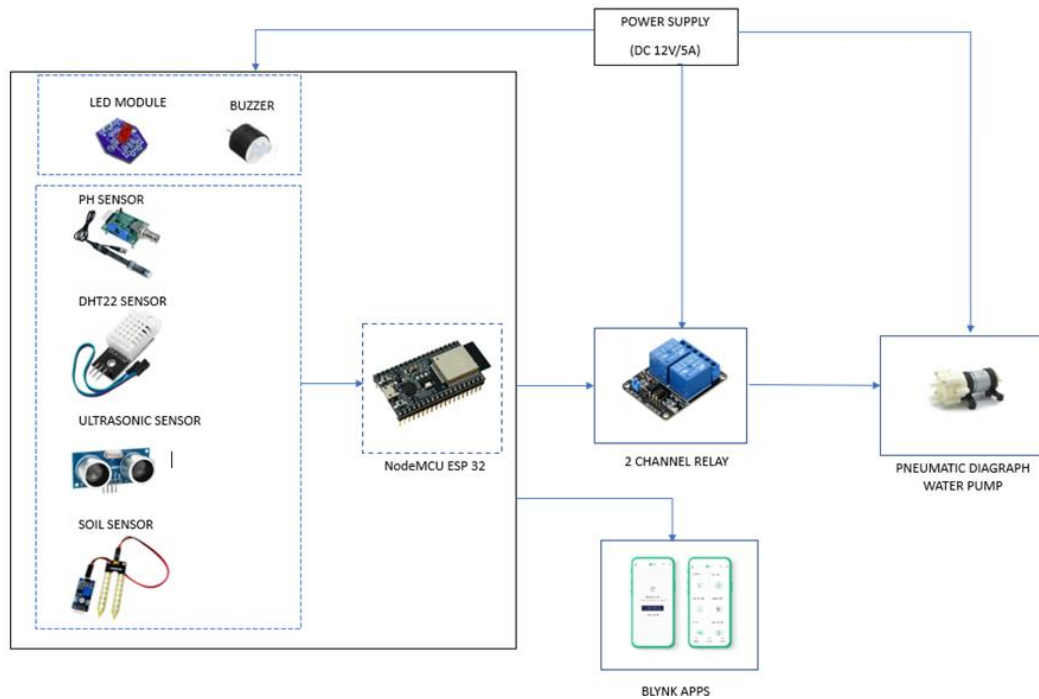 POWER SUPPLY
(DC 12V/5A)
LED MODULE
BUZZER
PH SENSOR
DHT22 SENSOR
ULTRASONIC SENSOR
SOIL SENSOR
NodeMCU ESP 32
2 CHANNEL RELAY
PNEUMATIC DIAGRAPH
WATER PUMP
BLYNK APPS